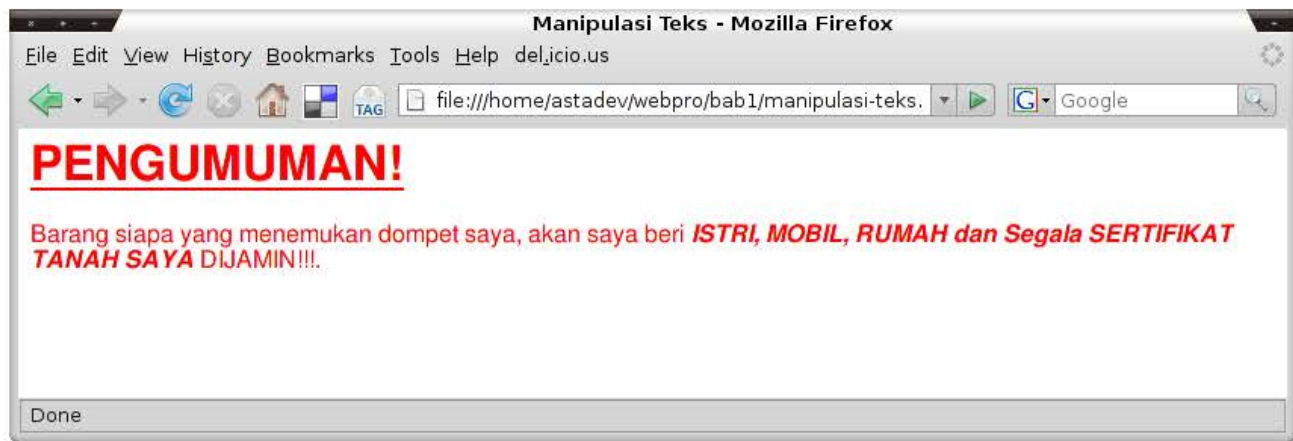 Manipulasi Teks - Mozilla Firefox
File Edit View History Bookmarks Tools Help del.icio.us
TAG file:///home/astadev/webpro/bab1/manipulasi-teks. G Google
PENGUMUMAN!
Barang siapa yang menemukan dompet saya, akan saya beri ISTRI, MOBIL, RUMAH dan Segala SERTIFIKAT
TANAH SAYA DIJAMIN!!!.
Done